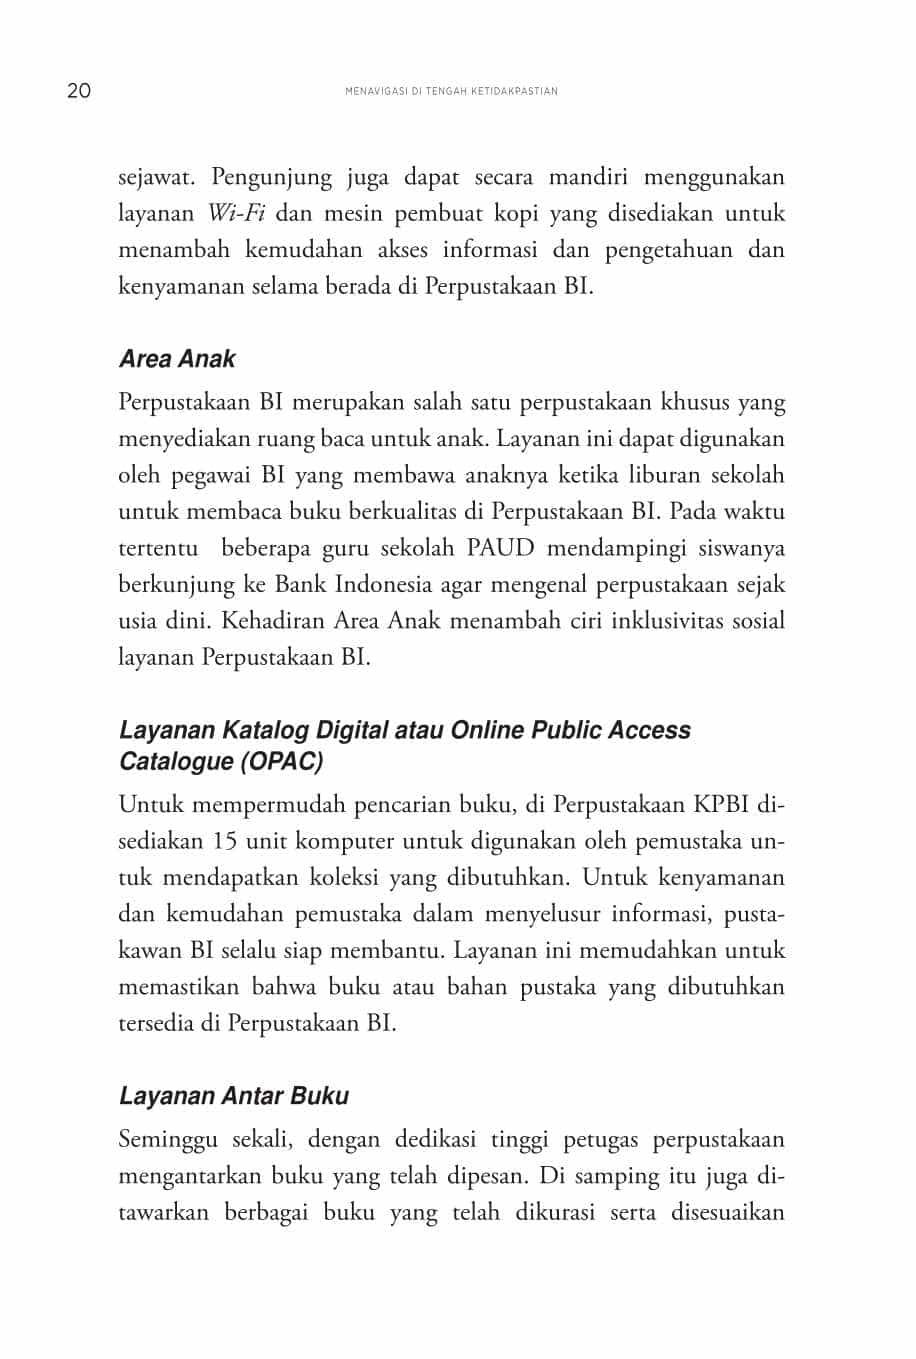 20
MENAVIGASI DI TENGAH KETIDAKPASTIAN
sejawat. Pengunjung juga dapat secara mandiri menggunakan
layanan Wi-Fi dan mesin pembuat kopi yang disediakan untuk
menambah kemudahan akses informasi dan pengetahuan dan
kenyamanan selama berada di Perpustakaan BI.
Area Anak
Perpustakaan BI merupakan salah satu perpustakaan khusus yang
menyediakan ruang baca untuk anak. Layanan ini dapat digunakan
oleh pegawai BI yang membawa anaknya ketika liburan sekolah
untuk membaca buku berkualitas di Perpustakaan BI. Pada waktu
tertentu beberapa guru sekolah PAUD mendampingi siswanya
berkunjung ke Bank Indonesia agar mengenal perpustakaan sejak
usia dini. Kehadiran Area Anak menambah ciri inklusivitas sosial
layanan Perpustakaan BI.
Layanan Katalog Digital atau Online Public Access
Catalogue (OPAC)
Untuk mempermudah pencarian buku, di Perpustakaan KPBI di-
sediakan 15 unit komputer untuk digunakan oleh pemustaka un-
tuk mendapatkan koleksi yang dibutuhkan. Untuk kenyamanan
dan kemudahan pemustaka dalam menyelusur informasi, pusta-
kawan BI selalu siap membantu. Layanan ini memudahkan untuk
memastikan bahwa buku atau bahan pustaka yang dibutuhkan
tersedia di Perpustakaan BI.
Layanan Antar Buku
Seminggu sekali, dengan dedikasi tinggi petugas perpustakaan
mengantarkan buku yang telah dipesan. Di samping itu juga di-
tawarkan berbagai buku yang telah dikurasi serta disesuaikan